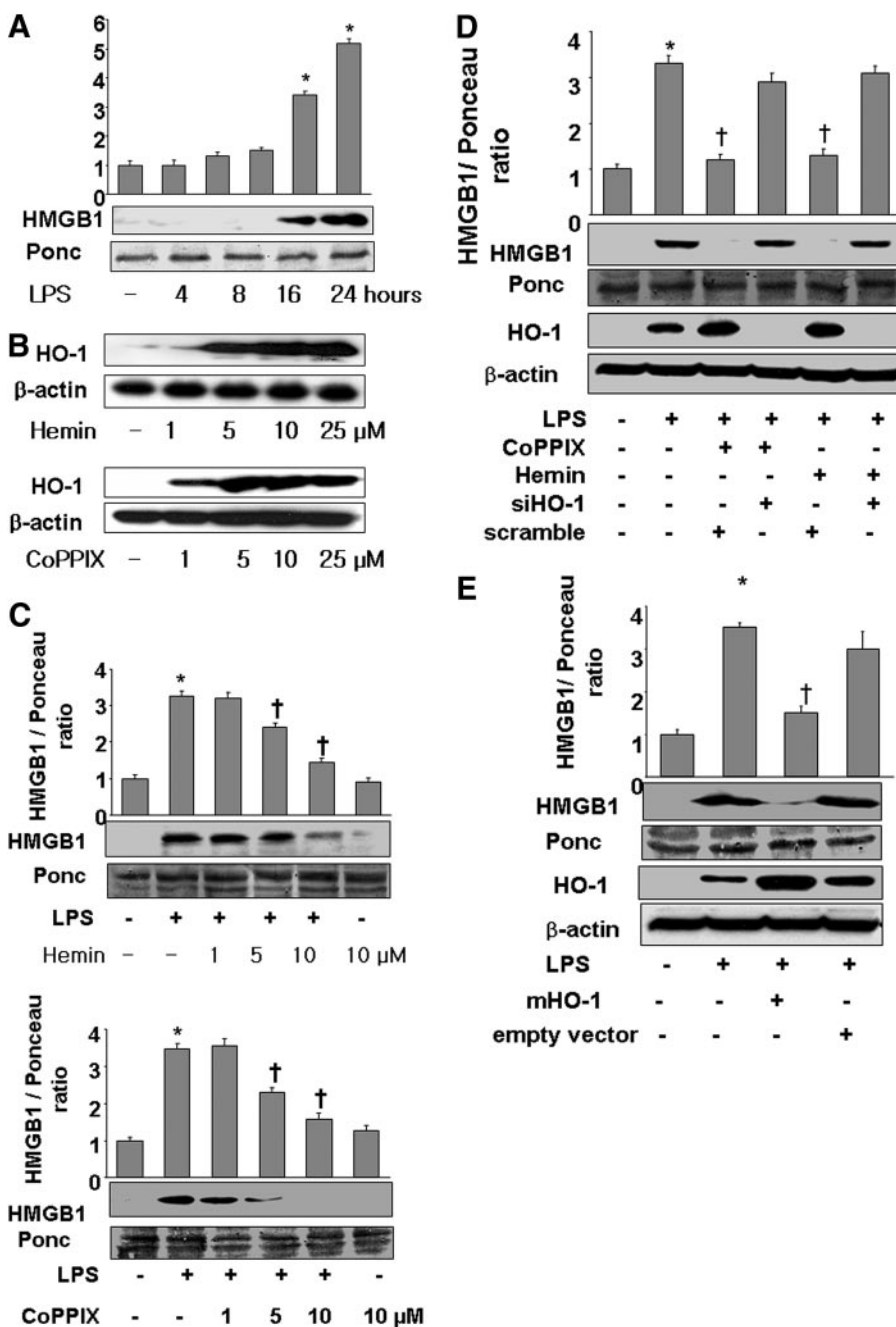 A
6
5
4
3
2
1
0
*
*
HMGB1
Ponc
LPS – 4 8 16 24 hours
B
HO-1
β-actin
Hemin – 1 5 10 25 μM
HO-1
β-actin
CoPPIX – 1 5 10 25 μM
C
HMGB1 / Ponceau
ratio
4
3
2
1
0
*
†
†
HMGB1
Ponc
LPS - + + + + -
Hemin – – 1 5 10 10 μM
HMGB1 / Ponceau
ratio
4
2
1
0
*
†
†
HMGB1
Ponc
LPS - + + + + -
CoPPIX - - 1 5 10 10 μM
D
HMGB1/ Ponceau
ratio
4
3
2
1
0
*
†
†
HMGB1
Ponc
HO-1
β-actin
LPS - + + + + +
CoPPIX - - + + - -
Hemin - - - - + +
siHO-1 - - - + - +
scramble - - + - + -
E
HMGB1/ Ponceau
ratio
4
3
2
1
0
*
†
HMGB1
Ponc
HO-1
β-actin
LPS - + + +
mHO-1 - - + -
empty vector - - - +